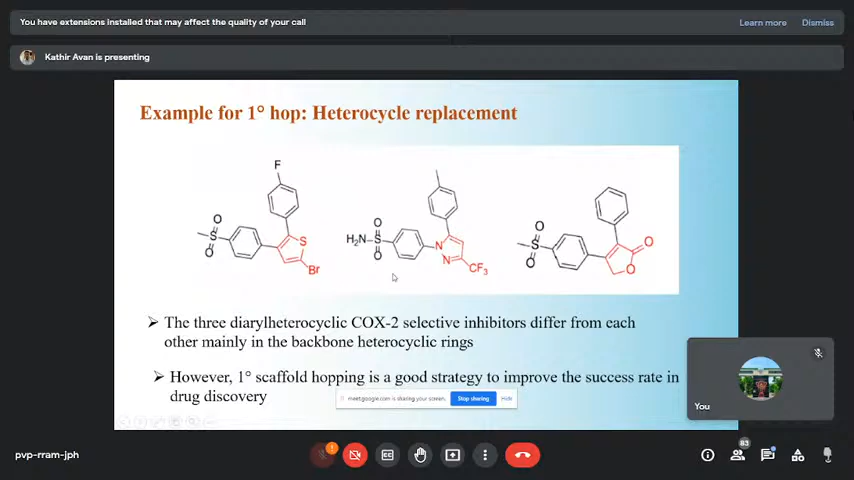 You have extensions installed that may affect the quality of your call
Learn more
Dismiss
Kathir Avan is presenting
Example for 1° hop: Heterocycle replacement
F
O
S
O
S
Br
H₂N
O
S
O
N
N
CF₃
O
S
O
O
O
The three diarylheterocyclic COX-2 selective inhibitors differ from each
other mainly in the backbone heterocyclic rings
However, 1° scaffold hopping is a good strategy to improve the success rate in
drug discovery
meet.google.com is sharing your screen.
Stop sharing
Hide
You
pvp-rram-jph
1
83